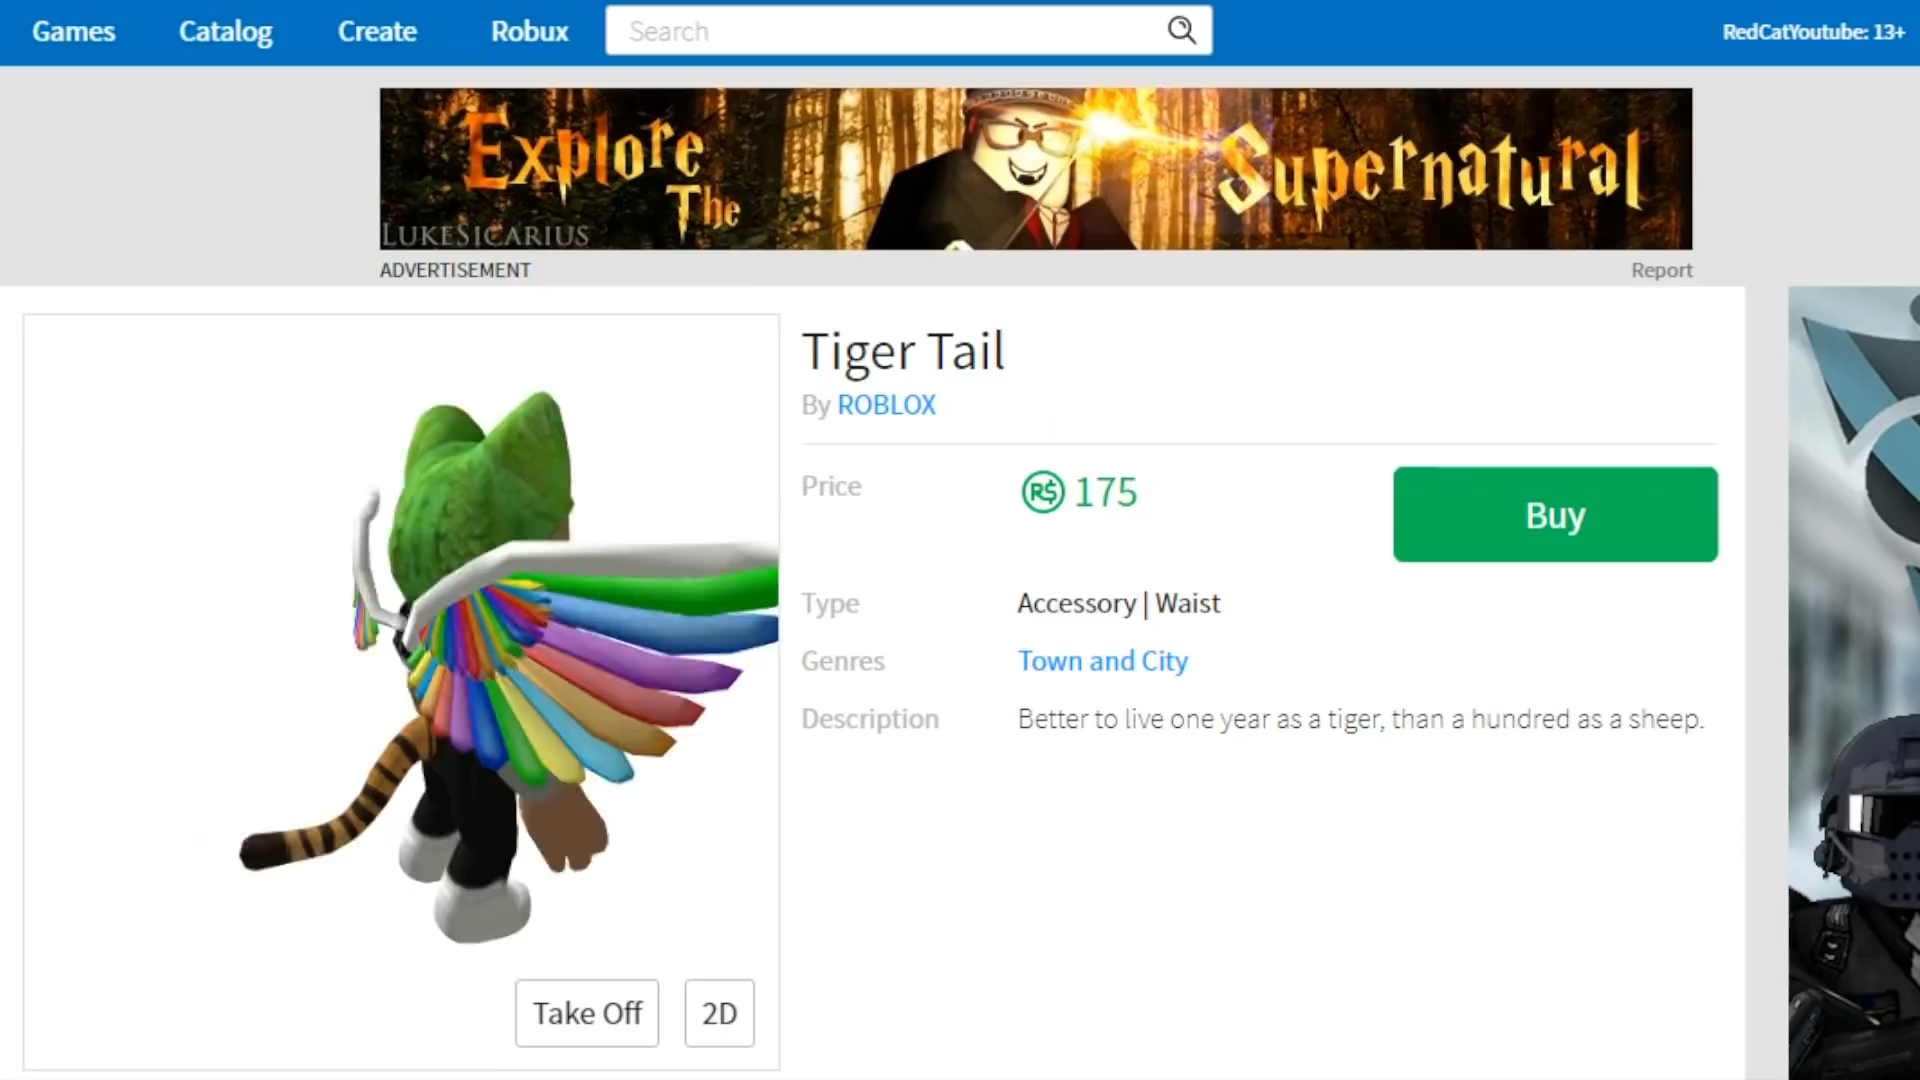 Games Catalog Create Robux Search RedCatYoutube: 13+
Explore The Supernatural
LUKESICARIUS
ADVERTISEMENT Report
Tiger Tail
By ROBLOX
Price R$ 175 Buy
Type Accessory | Waist
Genres Town and City
Description Better to live one year as a tiger, than a hundred as a sheep.
Take Off 2D